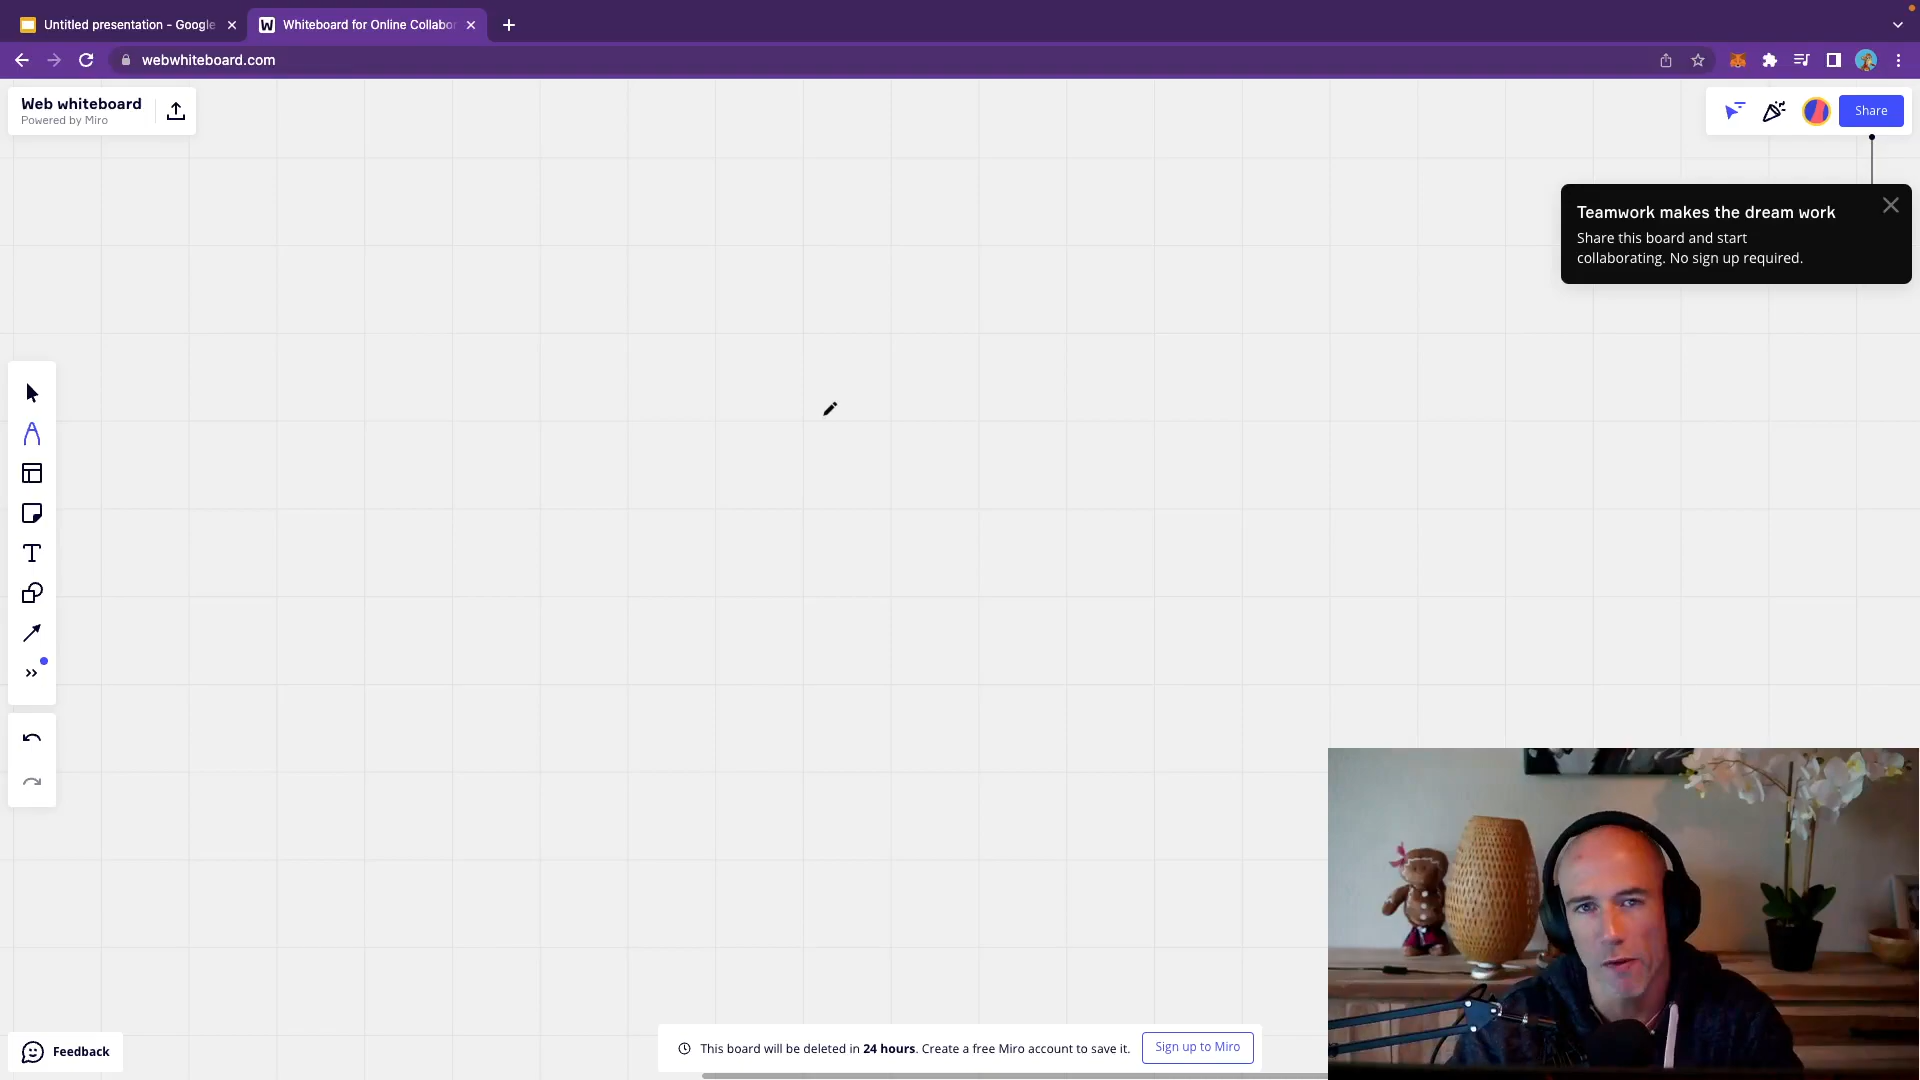 Untitled presentation - Google
Whiteboard for Online Collabor
webwhiteboard.com
Web whiteboard
Powered by Miro
Share
Teamwork makes the dream work
Share this board and start
collaborating. No sign up required.
Feedback
This board will be deleted in 24 hours. Create a free Miro account to save it.
Sign up to Miro